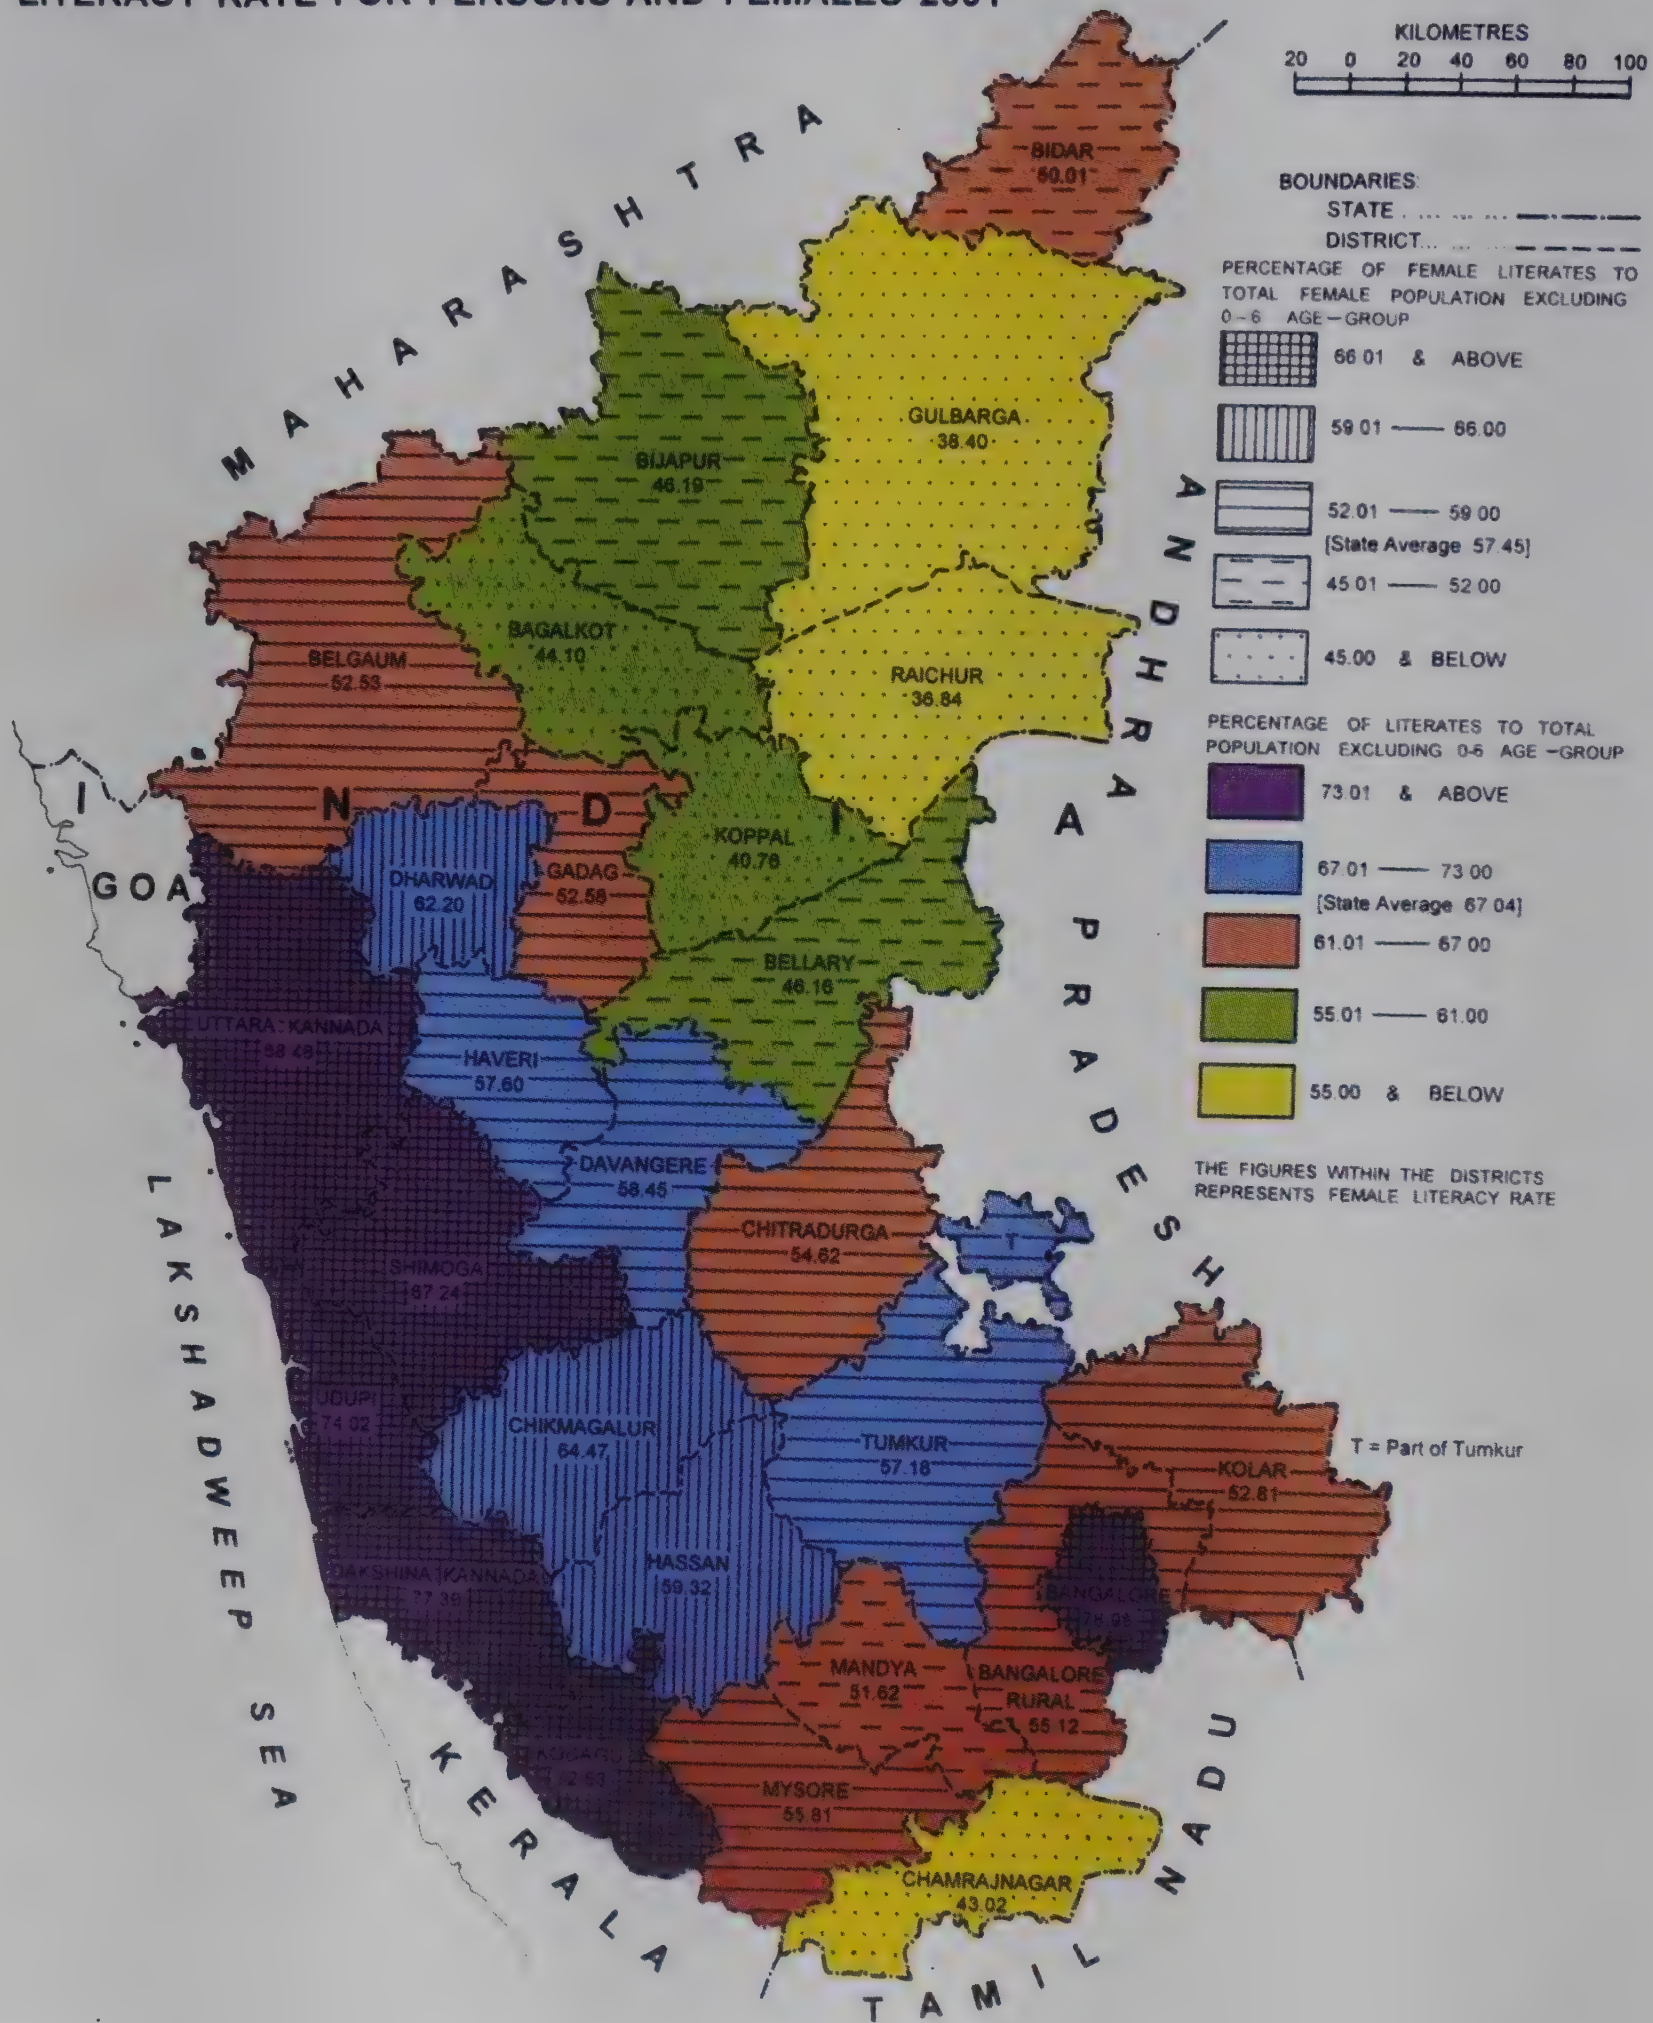 LITERACY RATE FOR PERSONS AND FEMALES 2001
KILOMETRES
20 0 20 40 60 80 100
BOUNDARIES:
STATE
DISTRICT
PERCENTAGE OF FEMALE LITERATES TO
TOTAL FEMALE POPULATION EXCLUDING
0-6 AGE-GROUP
66 01 & ABOVE
59 01 —— 66.00
52.01 —— 59 00
[State Average 57.45]
45 01 —— 52 00
45.00 & BELOW
PERCENTAGE OF LITERATES TO TOTAL
POPULATION EXCLUDING 0-6 AGE-GROUP
73.01 & ABOVE
67.01 —— 73 00
[State Average 67 04]
61.01 —— 67 00
55.01 —— 61.00
55.00 & BELOW
THE FIGURES WITHIN THE DISTRICTS
REPRESENTS FEMALE LITERACY RATE
T = Part of Tumkur
MAHARASHTRA
ANDHRA PRADESH
INDIA
GOA
LAKSHADWEEP SEA
KERALA
TAMIL NADU
BIDAR
50.01
GULBARGA
38.40
BIJAPUR
46.19
BAGALKOT
44.10
BELGAUM
52.53
RAICHUR
36.84
KOPPAL
40.76
DHARWAD
62.20
GADAG
52.58
BELLARY
46.16
UTTARA KANNADA
HAVERI
57.60
DAVANGERE
58.45
CHITRADURGA
54.62
T
SHIMOGA
67.24
UDUPI
74.02
CHIKMAGALUR
64.47
TUMKUR
57.18
KOLAR
52.81
HASSAN
59.32
DAKSHINA KANNADA
BANGALORE
MANDYA
51.62
BANGALORE
RURAL
55.12
KODAGU
MYSORE
55.81
CHAMRAJNAGAR
43.02